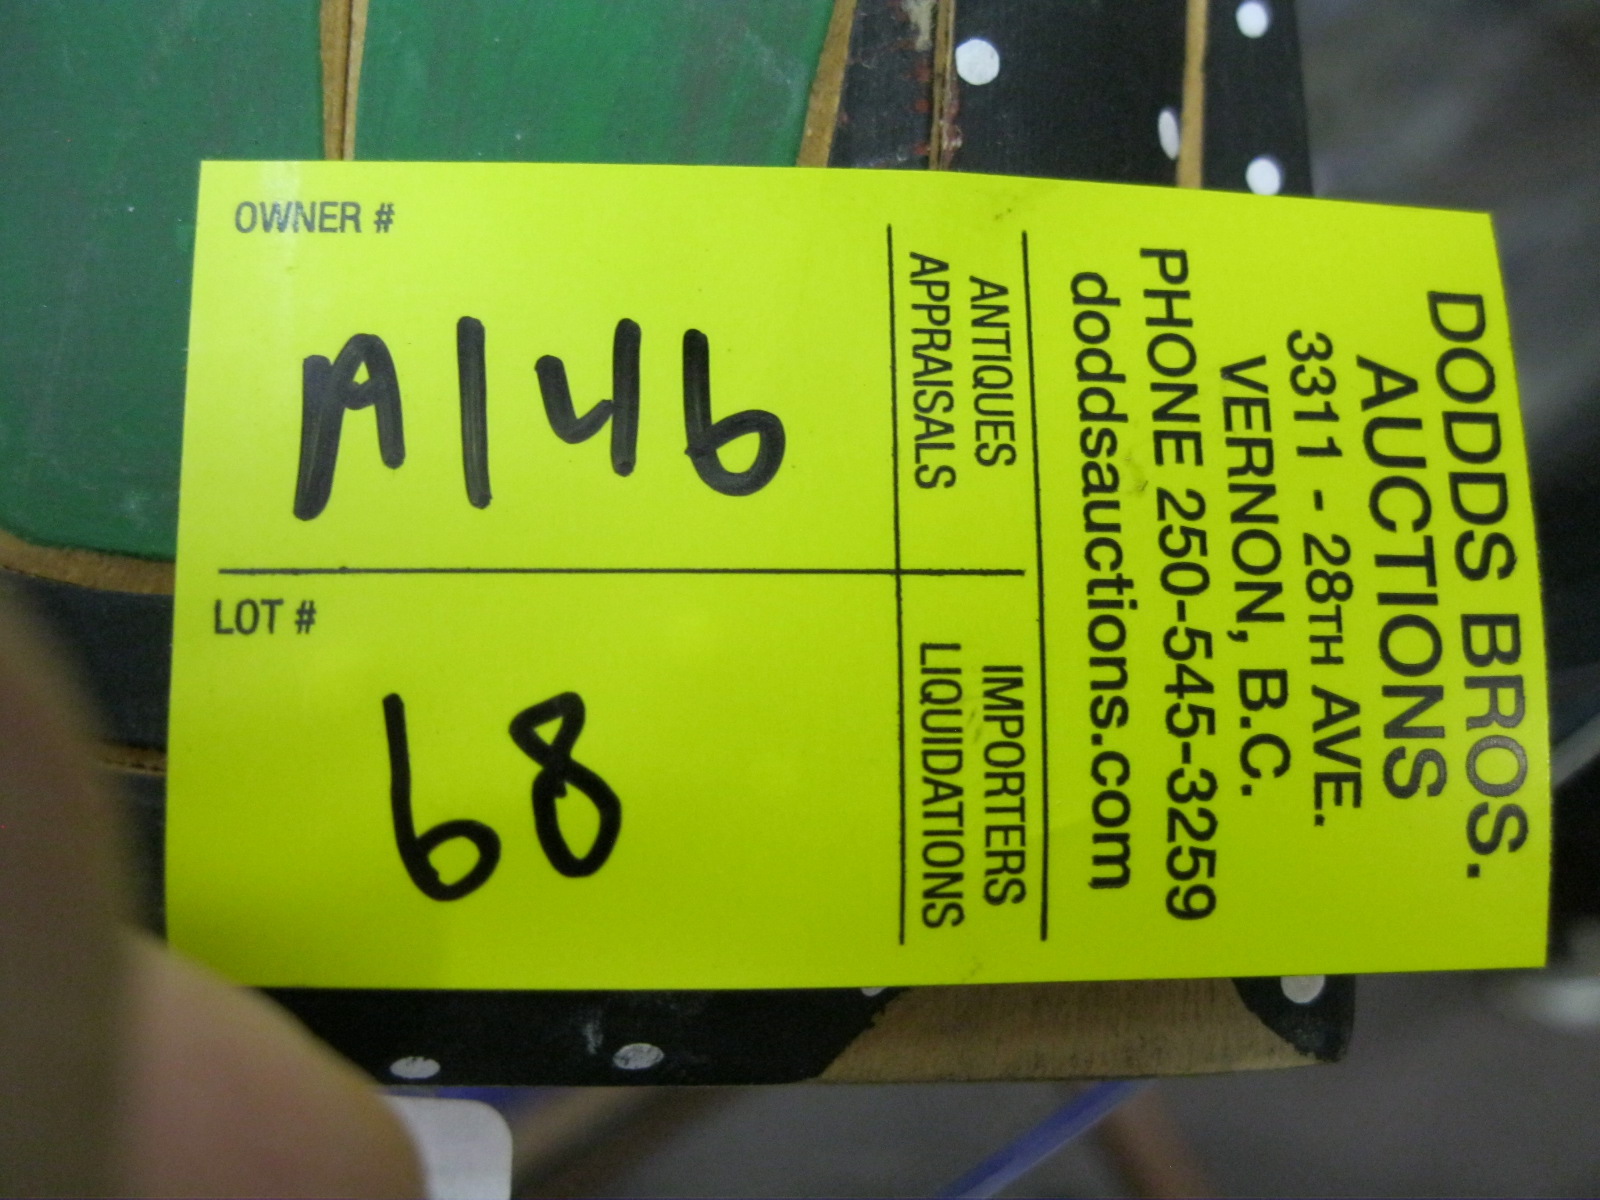 DODDS BROS.
AUCTIONS
3311 - 28TH AVE.
VERNON, B.C.
PHONE 250-545-3259
doddsauctions.com
ANTIQUES
APPRAISALS
IMPORTERS
LIQUIDATIONS
OWNER #
A146
LOT #
68